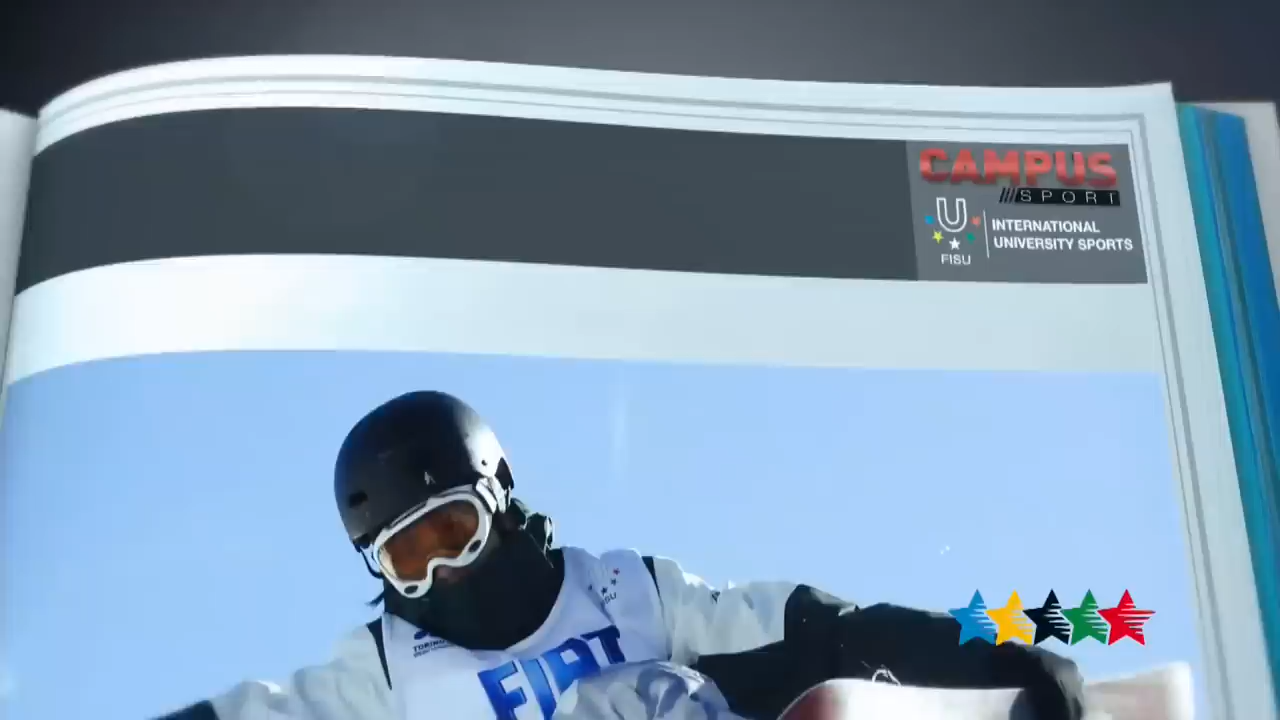 CAMPUS
SPORT
U
INTERNATIONAL
UNIVERSITY SPORTS
FISU
FIAT